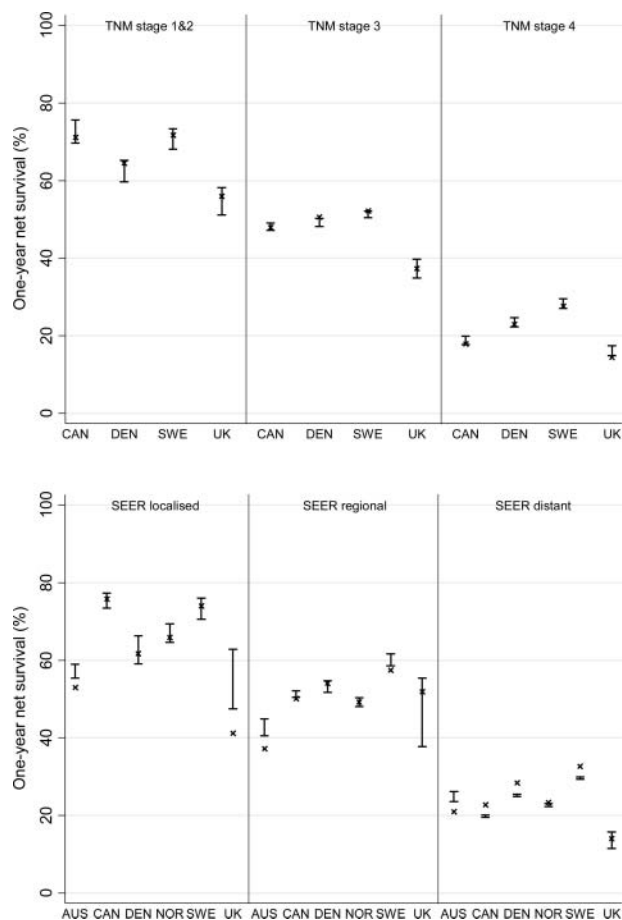 TNM stage 1&2 TNM stage 3 TNM stage 4
One-year net survival (%)
100
80
60
40
20
0
CAN DEN SWE UK CAN DEN SWE UK CAN DEN SWE UK
SEER localised SEER regional SEER distant
One-year net survival (%)
100
80
60
40
20
0
AUS CAN DEN NOR SWE UK AUS CAN DEN NOR SWE UK AUS CAN DEN NOR SWE UK